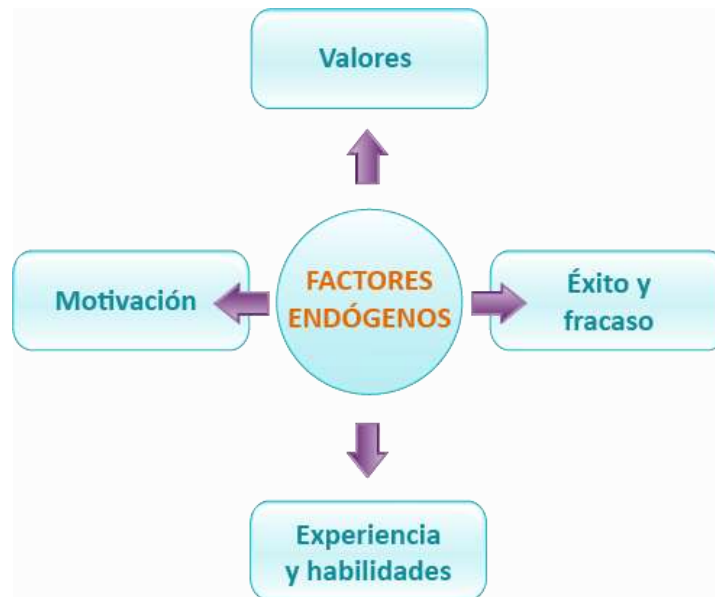 Valores
Motivación
FACTORES
ENDÓGENOS
Éxito y
fracaso
Experiencia
y habilidades